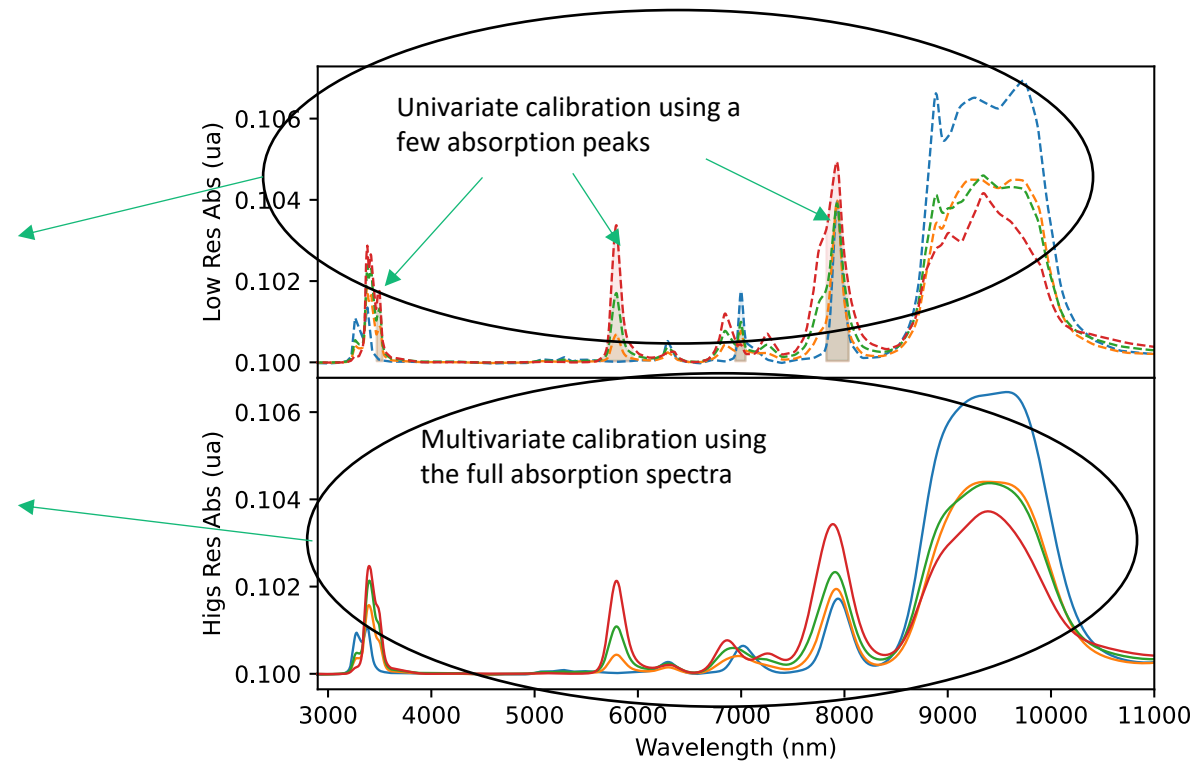 Low Res Abs (ua)
0.106
0.104
0.102
0.100
Univariate calibration using a
few absorption peaks
Higs Res Abs (ua)
0.106
0.104
0.102
0.100
Multivariate calibration using
the full absorption spectra
3000 4000 5000 6000 7000 8000 9000 10000 11000
Wavelength (nm)